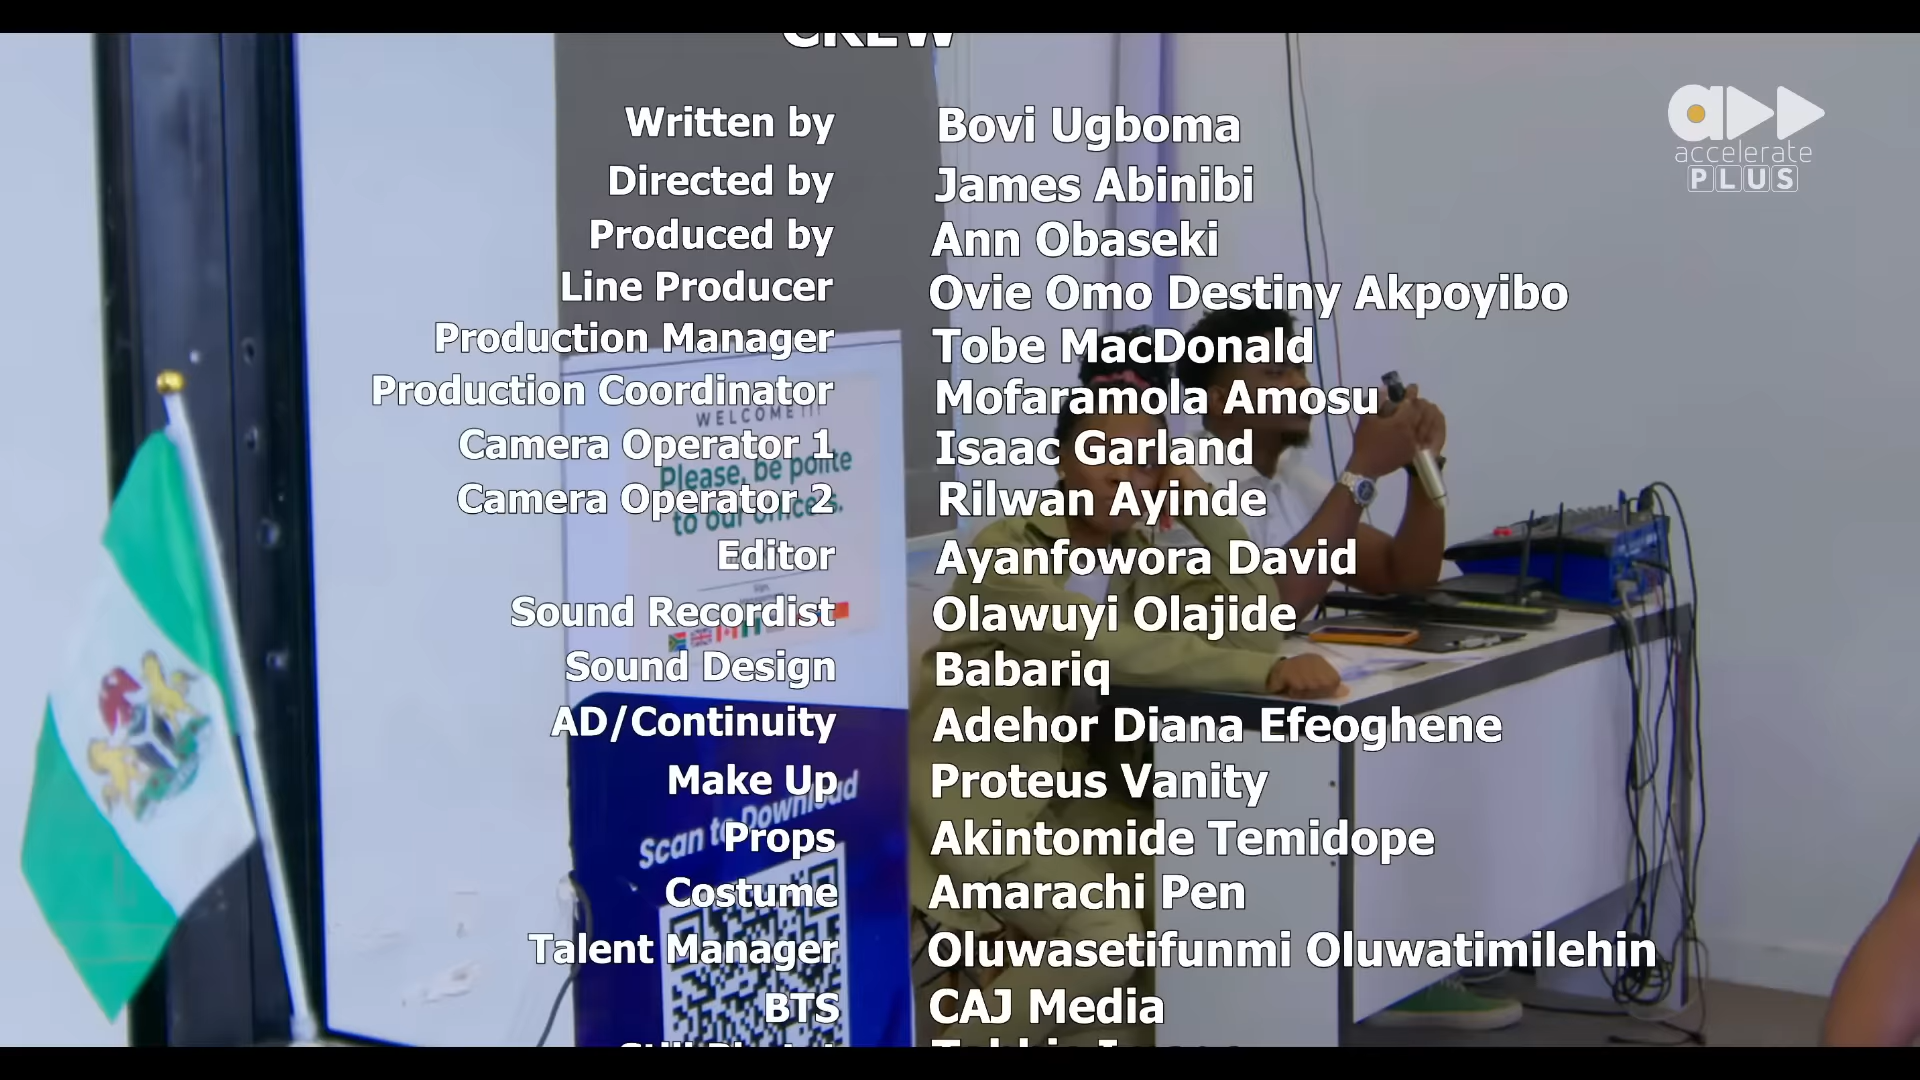 CREW
accelerate
PLUS
Written by Bovi Ugboma
Directed by James Abinibi
Produced by Ann Obaseki
Line Producer Ovie Omo Destiny Akpoyibo
Production Manager Tobe MacDonald
Production Coordinator Mofaramola Amosu
WELCOME!!!
Camera Operator 1 Isaac Garland
Please, be polite
Camera Operator 2 Rilwan Ayinde
to our officers.
Editor Ayanfowora David
Sound Recordist Olawuyi Olajide
Sound Design Babariq
AD/Continuity Adehor Diana Efeoghene
Make Up Proteus Vanity
Scan to Download
Props Akintomide Temidope
Costume Amarachi Pen
Talent Manager Oluwasetifunmi Oluwatimilehin
BTS CAJ Media